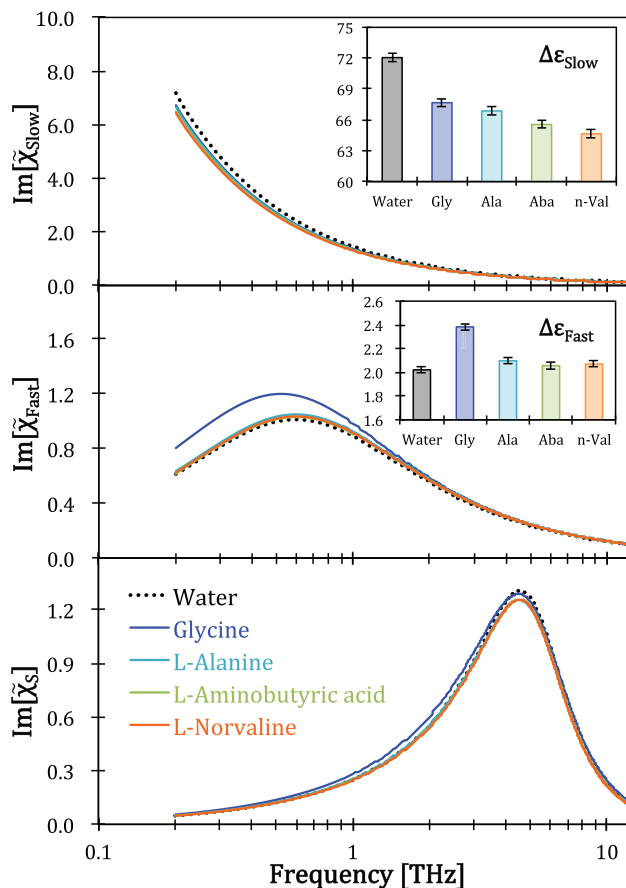 10.0
8.0
6.0
4.0
2.0
0.0
Im[χ̃Slow]
75
72
69
66
63
60
ΔεSlow
Water Gly Ala Aba n-Val
1.6
1.2
0.8
0.4
0.0
Im[χ̃Fast]
2.6
2.4
2.2
2.0
1.8
1.6
ΔεFast
Water Gly Ala Aba n-Val
1.2
0.9
0.6
0.3
0.0
Im[χ̃S]
Water
Glycine
L-Alanine
L-Aminobutyric acid
L-Norvaline
0.1 1 10
Frequency [THz]